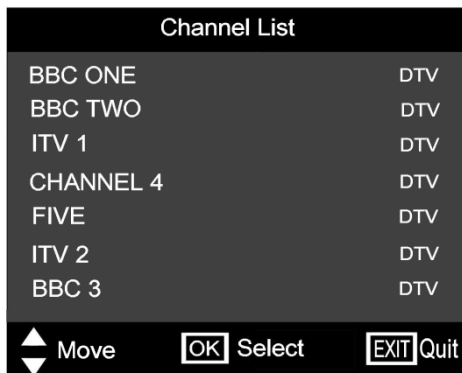 Channel List
BBC ONE DTV
BBC TWO DTV
ITV 1 DTV
CHANNEL 4 DTV
FIVE DTV
ITV 2 DTV
BBC 3 DTV
Move OK Select EXIT Quit